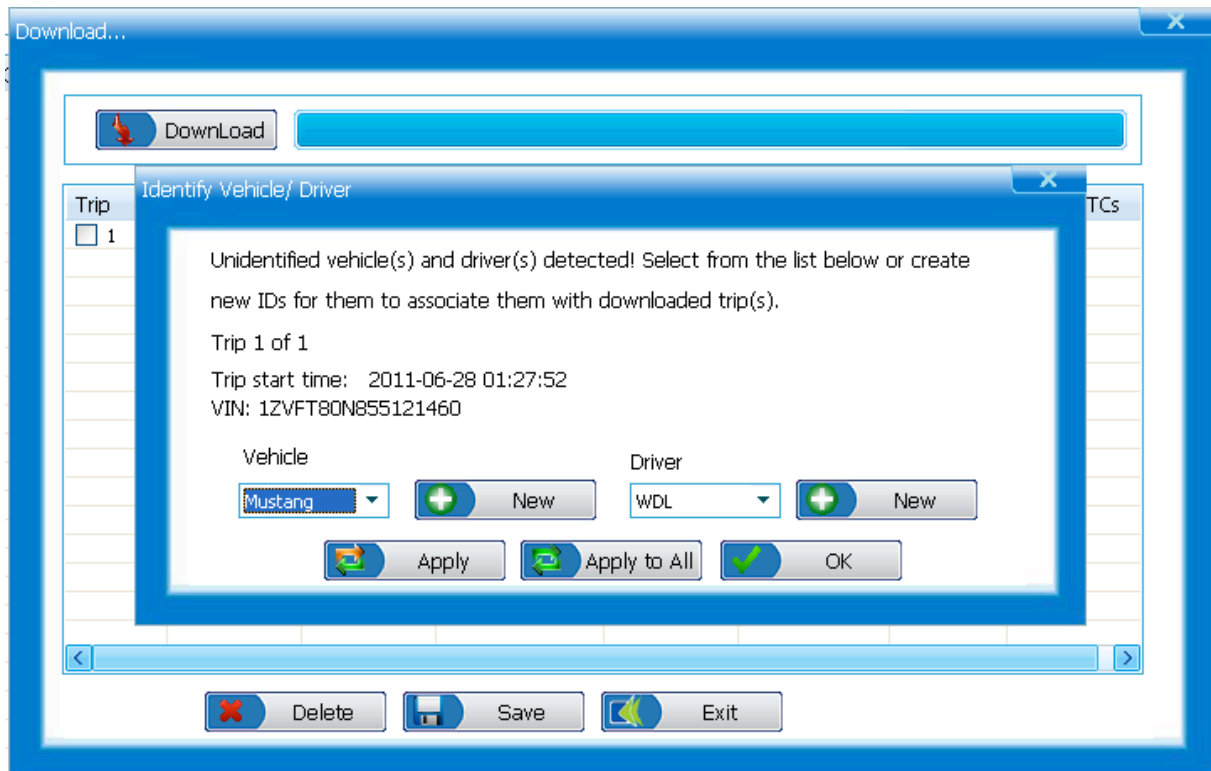 Download...
DownLoad
Identify Vehicle/ Driver
Trip
TCs
1
Unidentified vehicle(s) and driver(s) detected! Select from the list below or create
new IDs for them to associate them with downloaded trip(s).
Trip 1 of 1
Trip start time: 2011-06-28 01:27:52
VIN: 1ZVFT80N855121460
Vehicle
Driver
Mustang
New
WDL
New
Apply
Apply to All
OK
Delete
Save
Exit